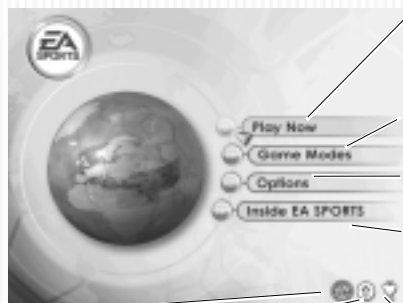 EA
SPORTS
Play Now
Game Modes
Options
Inside EA SPORTS